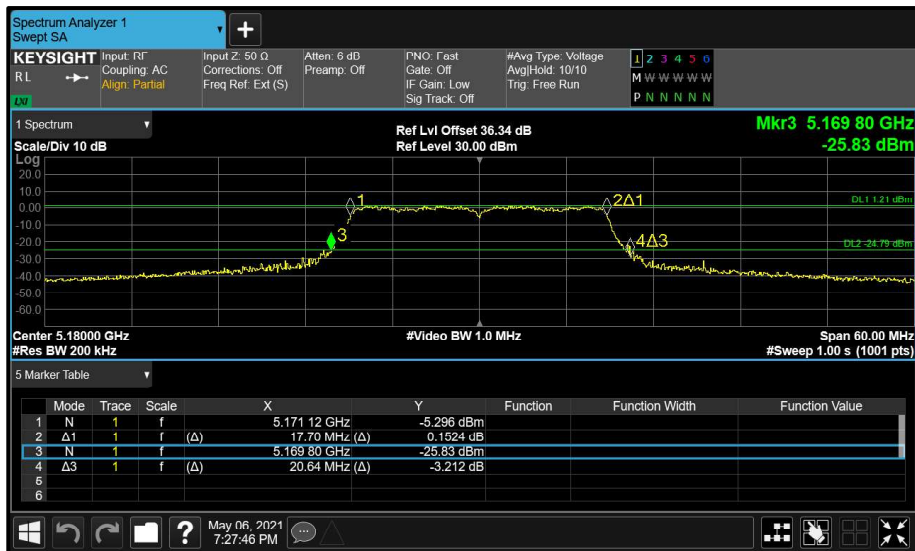 Spectrum Analyzer 1
Swept SA
+
KEYSIGHT
RL
LXI
Input: RF
Coupling: AC
Align: Partial
Input Z: 50 Ω
Corrections: Off
Freq Ref: Ext (S)
Atten: 6 dB
Preamp: Off
PNO: Fast
Gate: Off
IF Gain: Low
Sig Track: Off
#Avg Type: Voltage
Avg|Hold: 10/10
Trig: Free Run
1 2 3 4 5 6
M W W W W W
P N N N N N
1 Spectrum
Scale/Div 10 dB
Ref Lvl Offset 36.34 dB
Ref Level 30.00 dBm
Mkr3 5.169 80 GHz
-25.83 dBm
Log
20.0
10.0
0.00
-10.0
-20.0
-30.0
-40.0
-50.0
-60.0
1
2Δ1
3
4Δ3
DL1 1.21 dBm
DL2 -24.79 dBm
Center 5.18000 GHz
#Res BW 200 kHz
#Video BW 1.0 MHz
Span 60.00 MHz
#Sweep 1.00 s (1001 pts)
5 Marker Table
Mode Trace Scale X Y Function Function Width Function Value
1 N 1 f 5.171 12 GHz -5.296 dBm
2 Δ1 1 f (Δ) 17.70 MHz (Δ) 0.1524 dB
3 N 1 f 5.169 80 GHz -25.83 dBm
4 Δ3 1 f (Δ) 20.64 MHz (Δ) -3.212 dB
5
6
?
May 06, 2021
7:27:46 PM